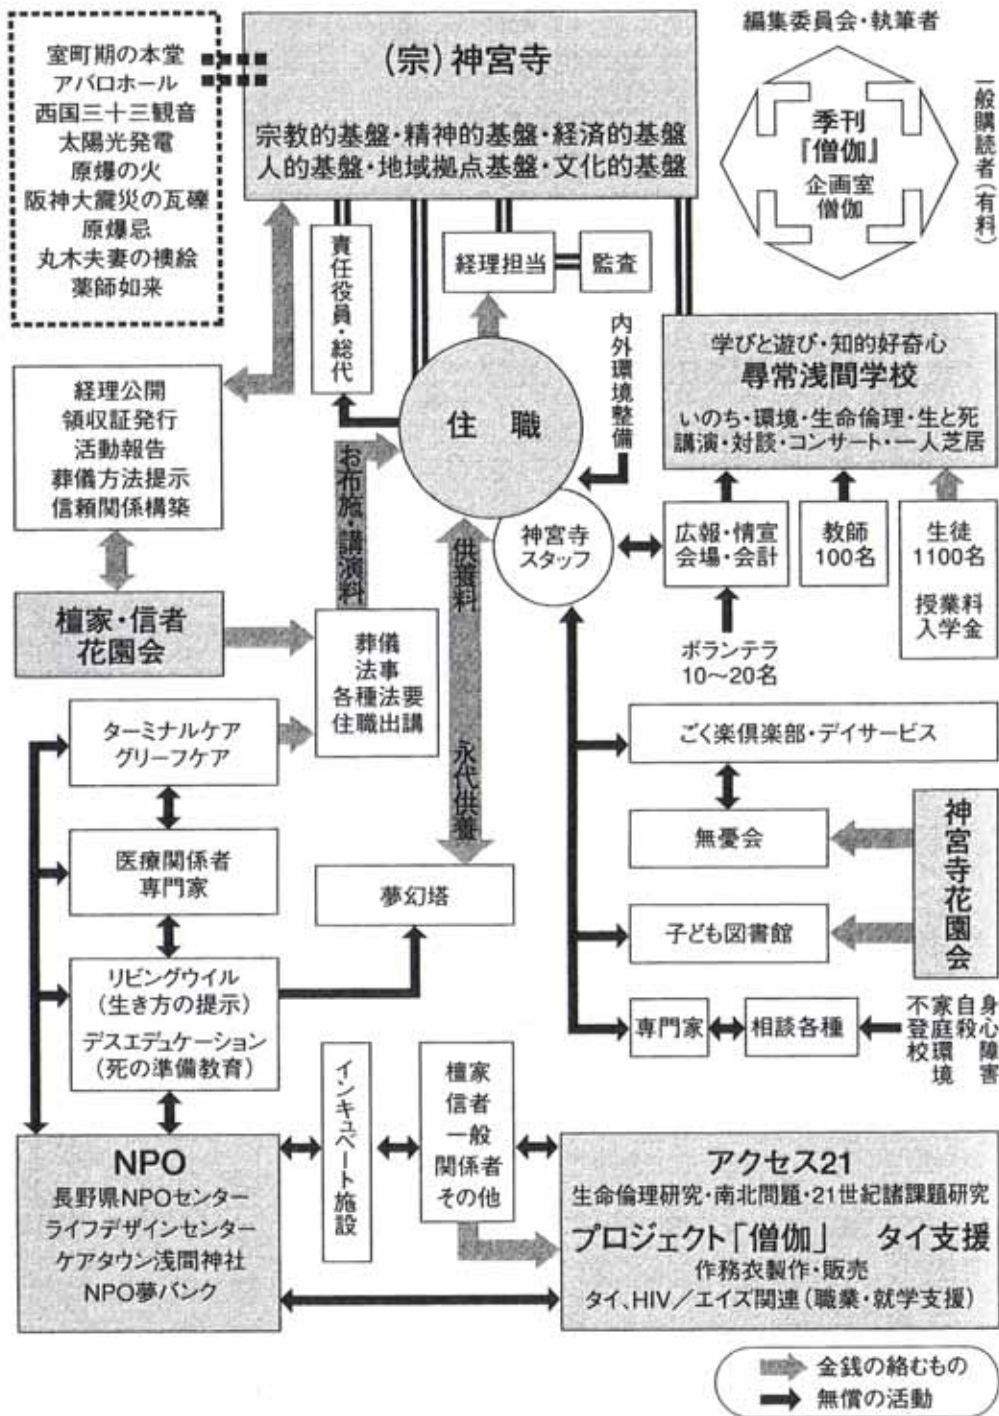 室町期の本堂
アバロホール
西国三十三観音
太陽光発電
原爆の火
阪神大震災の瓦礫
原爆忌
丸木夫妻の襖絵
薬師如来
(宗)神宮寺
宗教的基盤・精神的基盤・経済的基盤
人的基盤・地域拠点基盤・文化的基盤
編集委員会・執筆者
季刊
『僧伽』
企画室
僧伽
一般購読者(有料)
責任役員・総代
経理担当
監査
内外環境整備
学びと遊び・知的好奇心
尋常浅間学校
いのち・環境・生命倫理・生と死
講演・対談・コンサート・一人芝居
経理公開
領収証発行
活動報告
葬儀方法提示
信頼関係構築
住職
お布施・講演料
供養料
永代供養
神宮寺
スタッフ
広報・情宣
会場・会計
教師
100名
生徒
1100名
授業料
入学金
ボランテラ
10〜20名
檀家・信者
花園会
葬儀
法事
各種法要
住職出講
ターミナルケア
グリーフケア
ごく楽倶楽部・デイサービス
医療関係者
専門家
夢幻塔
無憂会
子ども図書館
神宮寺花園会
リビングウイル
(生き方の提示)
デスエデュケーション
(死の準備教育)
専門家
相談各種
身心障害
自殺
家庭環境
不登校
インキュベート施設
檀家
信者
一般
関係者
その他
NPO
長野県NPOセンター
ライフデザインセンター
ケアタウン浅間神社
NPO夢バンク
アクセス21
生命倫理研究・南北問題・21世紀諸課題研究
プロジェクト「僧伽」 タイ支援
作務衣製作・販売
タイ、HIV/エイズ関連(職業・就学支援)
金銭の絡むもの
無償の活動